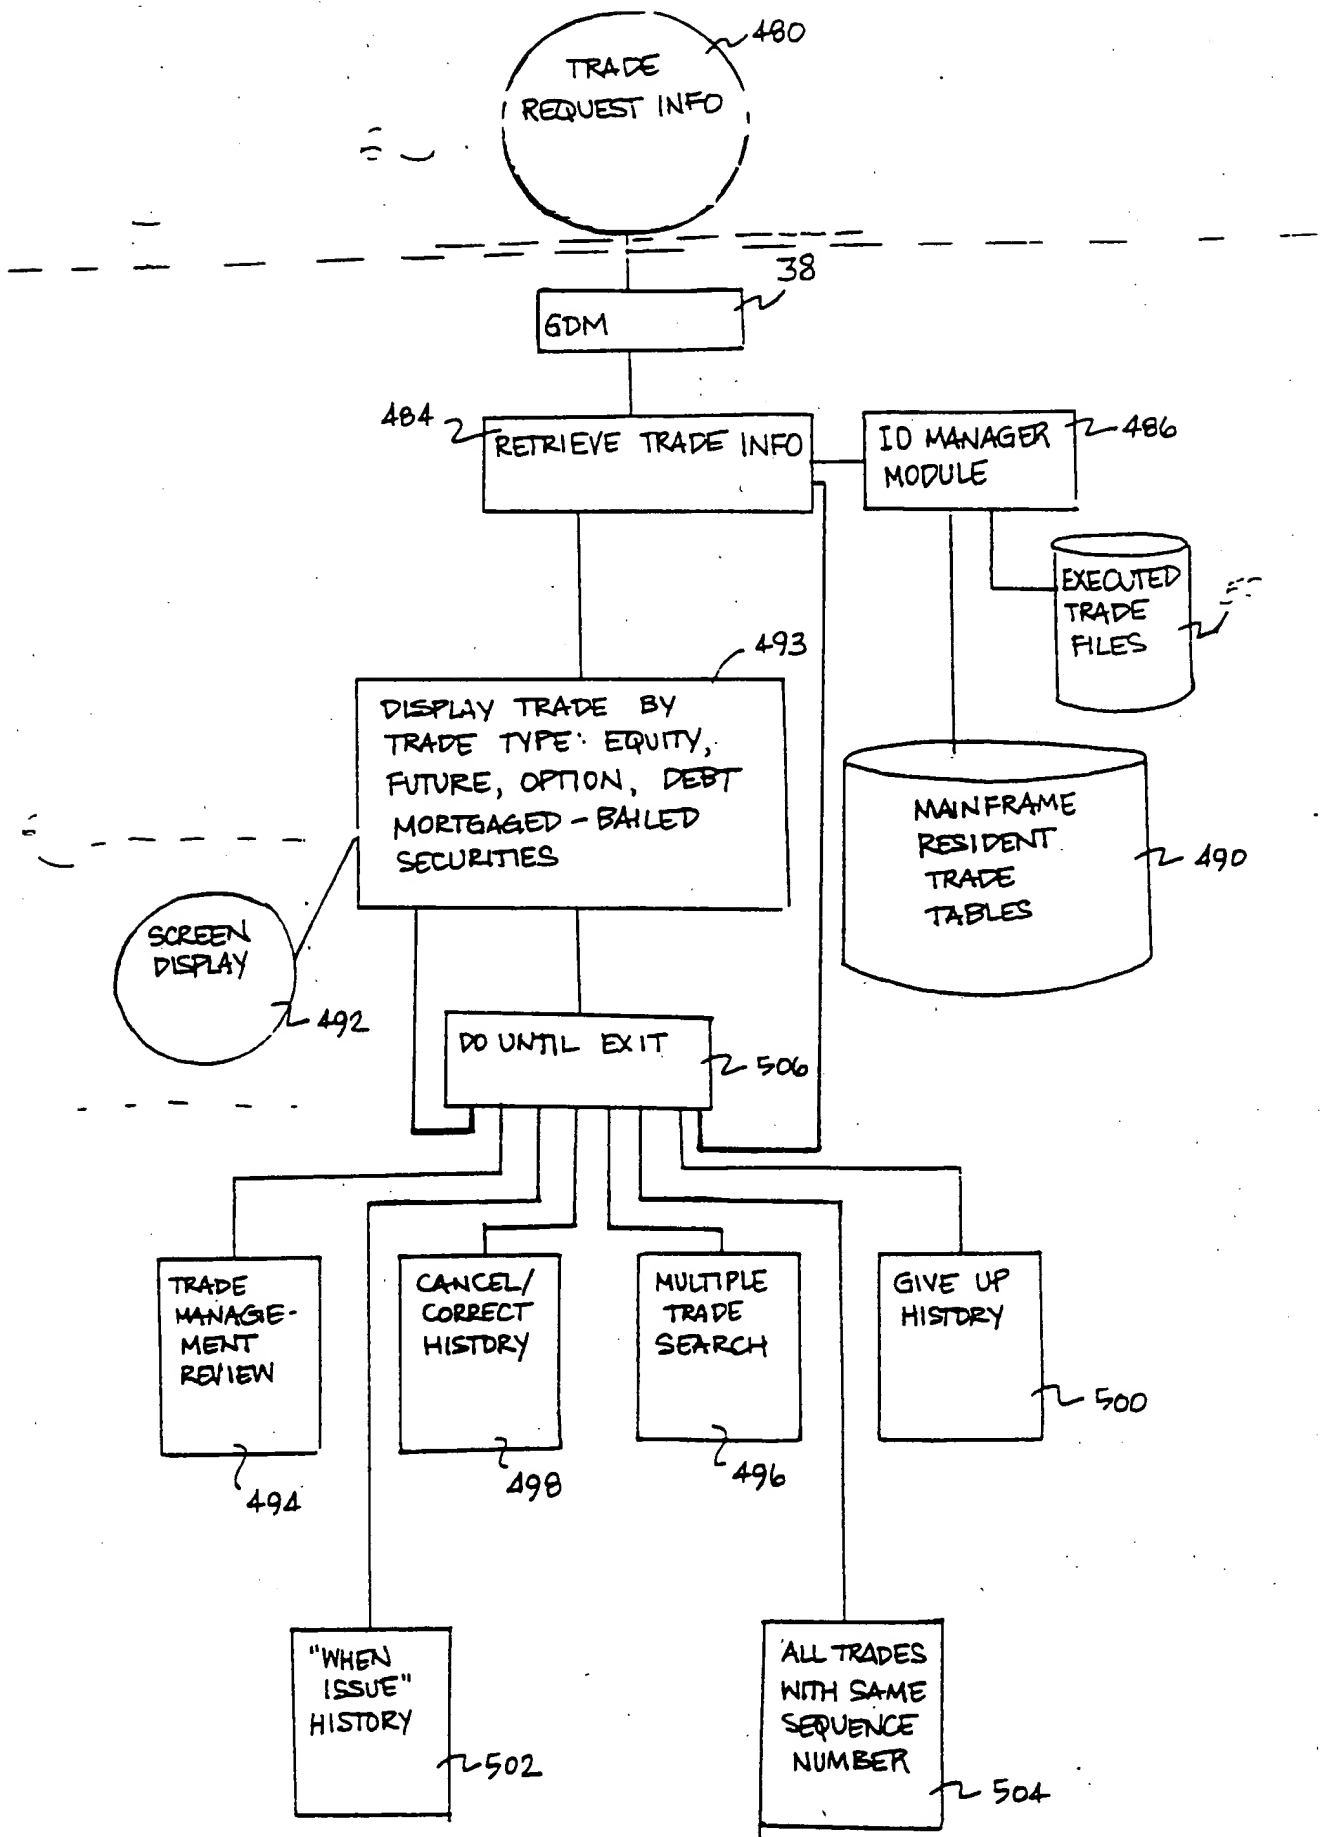 480
TRADE
REQUEST INFO
38
GDM
484
RETRIEVE TRADE INFO
IO MANAGER
MODULE
486
EXECUTED
TRADE
FILES
493
DISPLAY TRADE BY
TRADE TYPE: EQUITY,
FUTURE, OPTION, DEBT
MORTGAGED-BAILED
SECURITIES
MAINFRAME
RESIDENT
TRADE
TABLES
490
SCREEN
DISPLAY
492
DO UNTIL EXIT
506
TRADE
MANAGE-
MENT
REVIEW
494
CANCEL/
CORRECT
HISTORY
498
MULTIPLE
TRADE
SEARCH
496
GIVE UP
HISTORY
500
"WHEN
ISSUE"
HISTORY
502
ALL TRADES
WITH SAME
SEQUENCE
NUMBER
504